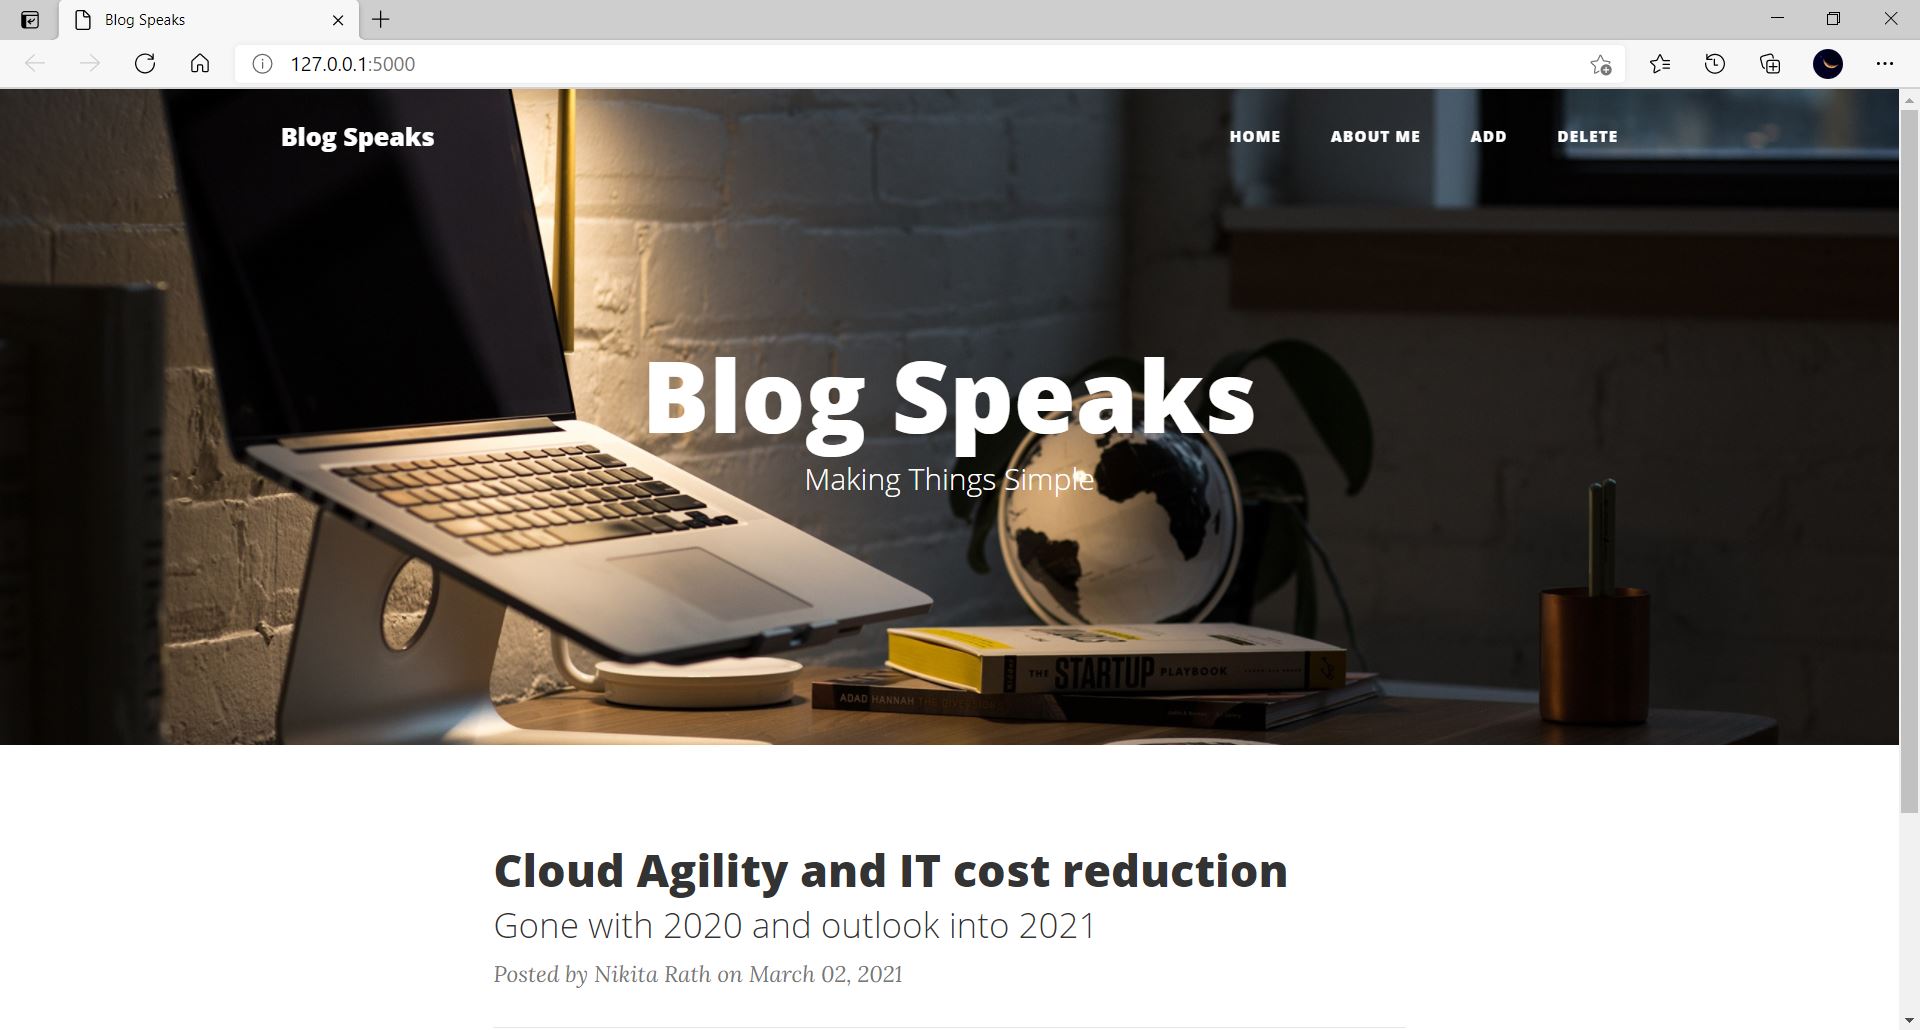 Blog Speaks
127.0.0.1:5000
Blog Speaks
HOME ABOUT ME ADD DELETE
Blog Speaks
Making Things Simple
THE STARTUP PLAYBOOK
ADAD HANNAH THE DIVERSIONS
Cloud Agility and IT cost reduction
Gone with 2020 and outlook into 2021
Posted by Nikita Rath on March 02, 2021